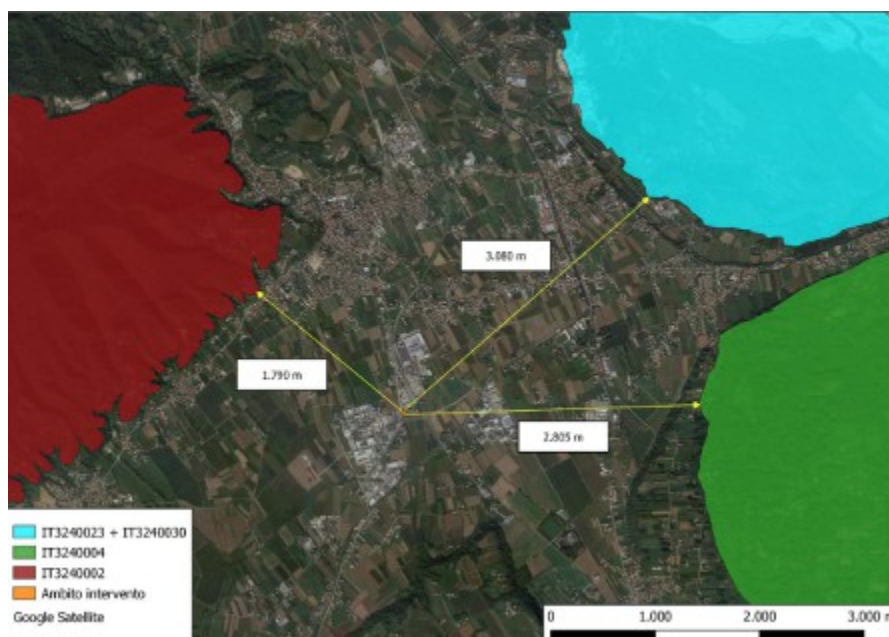 3.080 m
1.790 m
2.805 m
IT3240023 + IT3240030
IT3240004
IT3240002
Ambito intervento
Google Satellite
0 1.000 2.000 3.000 m